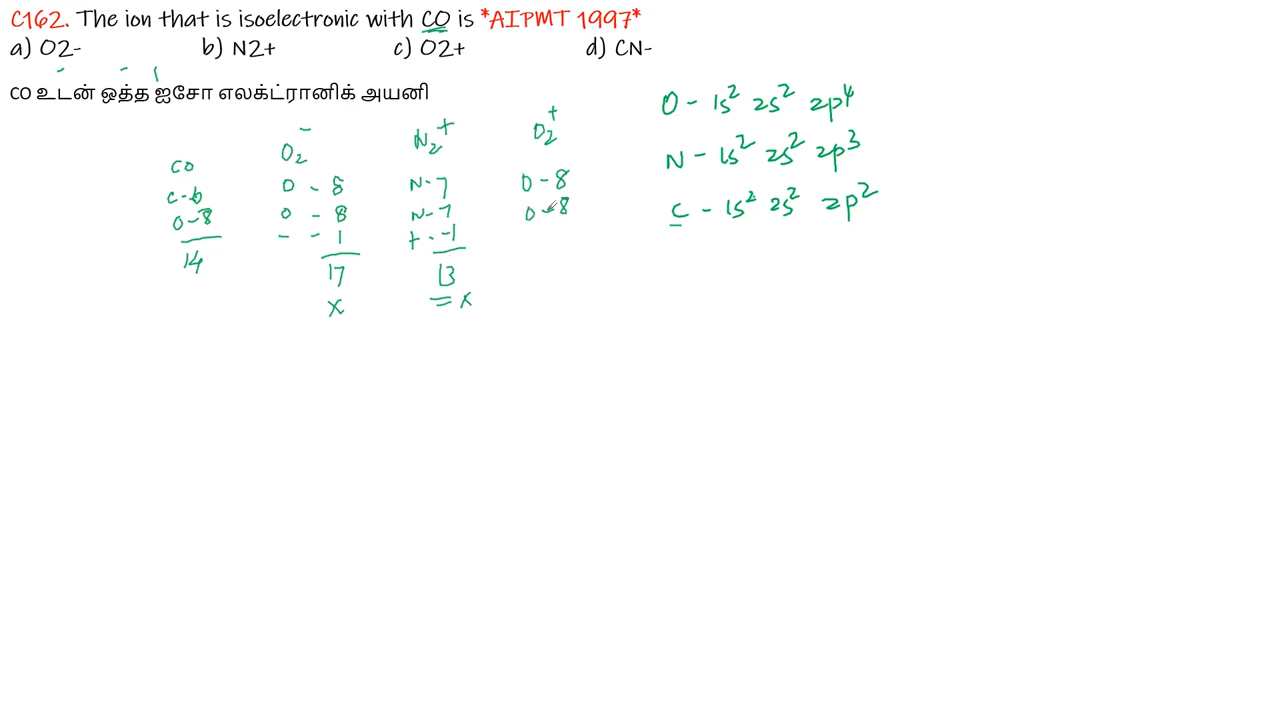 C162. The ion that is isoelectronic with CO is *AIPMT 1997*
a) O2- b) N2+ c) O2+ d) CN-
CO உடன் ஒத்த ஐசோ எலக்ட்ரானிக் அயனி
CO
C-6
O-8
14
O2 -
O - 8
O - 8
- - 1
17
x
N2 +
N-7
N-7
+ - -1
13
= x
O2 +
O - 8
O - 8
O - 1s2 2s2 2p4
N - 1s2 2s2 2p3
C - 1s2 2s2 2p2